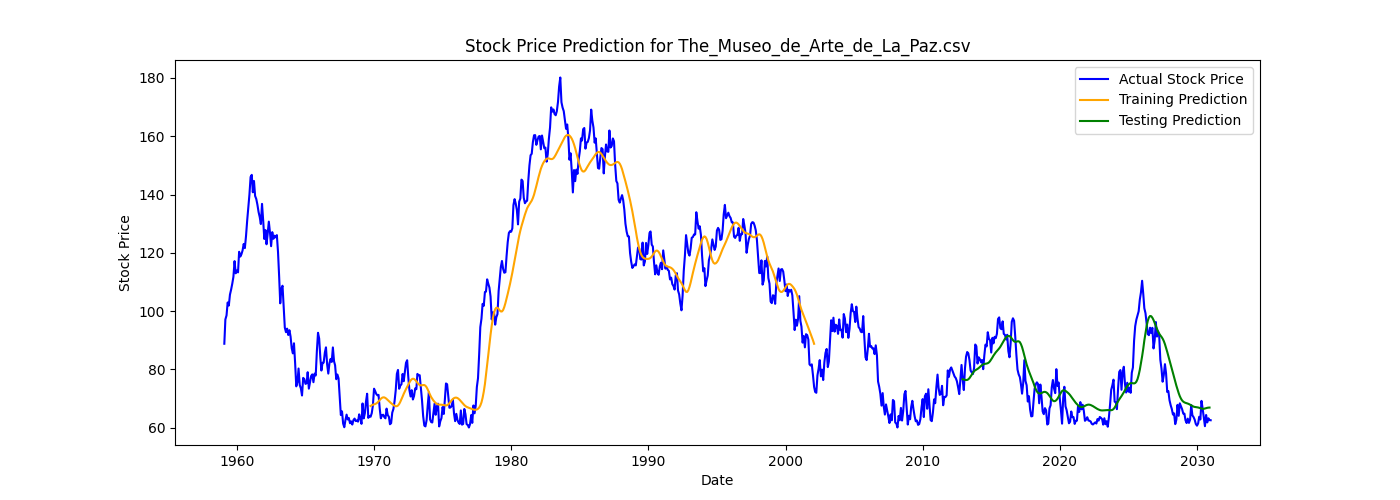 Stock Price Prediction for The_Museo_de_Arte_de_La_Paz.csv
Actual Stock Price
Training Prediction
Testing Prediction
Stock Price
180
160
140
120
100
80
60
1960
1970
1980
1990
2000
2010
2020
2030
Date